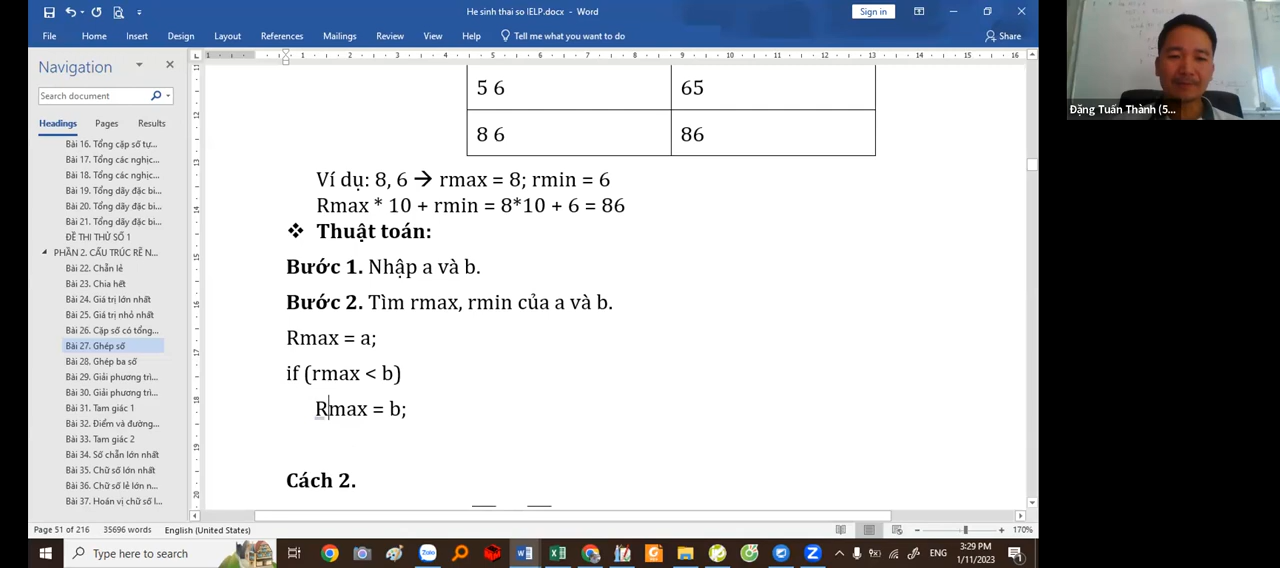 He sinh thai so IELP.docx - Word
Sign in
File Home Insert Design Layout References Mailings Review View Help Tell me what you want to do Share
Navigation
Search document
Headings Pages Results
Bài 16. Tổng cặp số tự...
Bài 17. Tổng các nghịc...
Bài 18. Tổng các nghịc...
Bài 19. Tổng dãy đặc bi...
Bài 20. Tổng dãy đặc bi...
Bài 21. Tổng dãy đặc bi...
ĐỀ THI THỬ SỐ 1
PHẦN 2. CẤU TRÚC RẼ N...
Bài 22. Chẵn lẻ
Bài 23. Chia hết
Bài 24. Giá trị lớn nhất
Bài 25. Giá trị nhỏ nhất
Bài 26. Cặp số có tổng...
Bài 27. Ghép số
Bài 28. Ghép ba số
Bài 29. Giải phương trì...
Bài 30. Giải phương trì...
Bài 31. Tam giác 1
Bài 32. Điểm và đường...
Bài 33. Tam giác 2
Bài 34. Số chẵn lớn nhất
Bài 35. Chữ số lớn nhất
Bài 36. Chữ số lẻ lớn n...
Bài 37. Hoán vị chữ số l...
5 6 65
8 6 86
Ví dụ: 8, 6 → rmax = 8; rmin = 6
Rmax * 10 + rmin = 8*10 + 6 = 86
❖ Thuật toán:
Bước 1. Nhập a và b.
Bước 2. Tìm rmax, rmin của a và b.
Rmax = a;
if (rmax < b)
Rmax = b;
Cách 2.
Đặng Tuấn Thành (5...
Page 51 of 216 35696 words English (United States) 170%
Type here to search
ENG
3:29 PM
1/11/2023